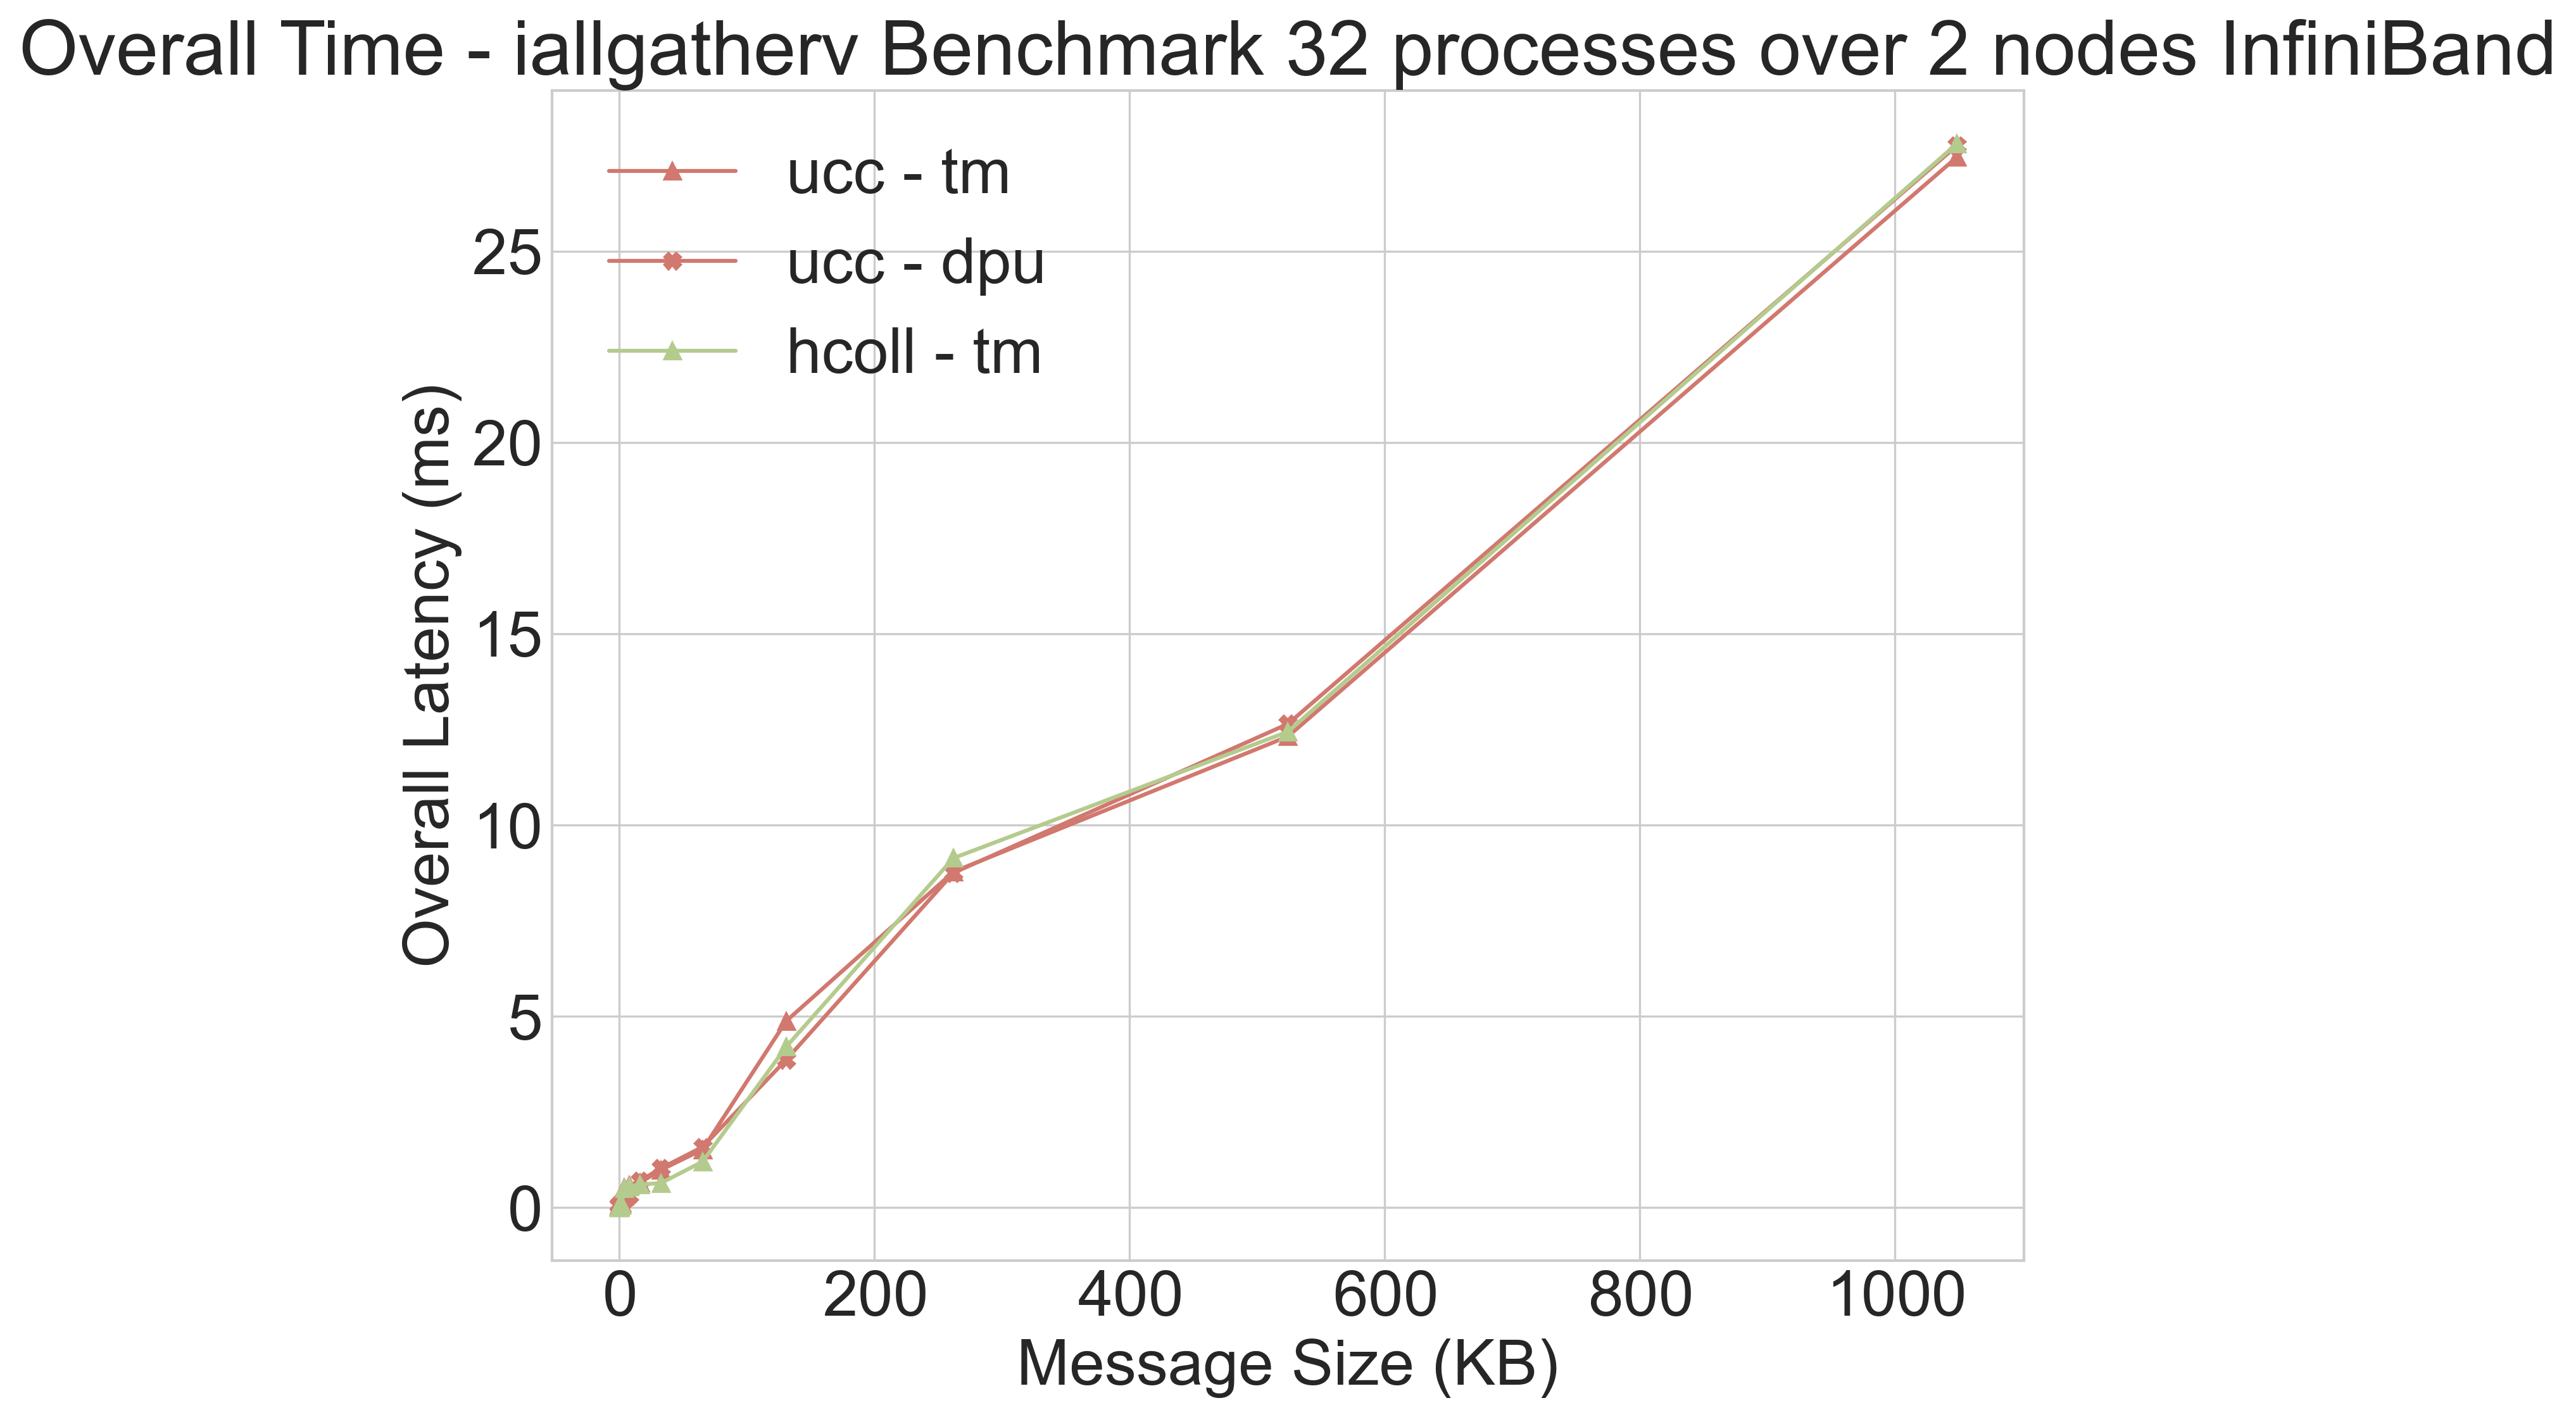 Overall Time - iallgatherv Benchmark 32 processes over 2 nodes InfiniBand
ucc - tm
ucc - dpu
hcoll - tm
Overall Latency (ms)
25
20
15
10
5
0
0 200 400 600 800 1000
Message Size (KB)